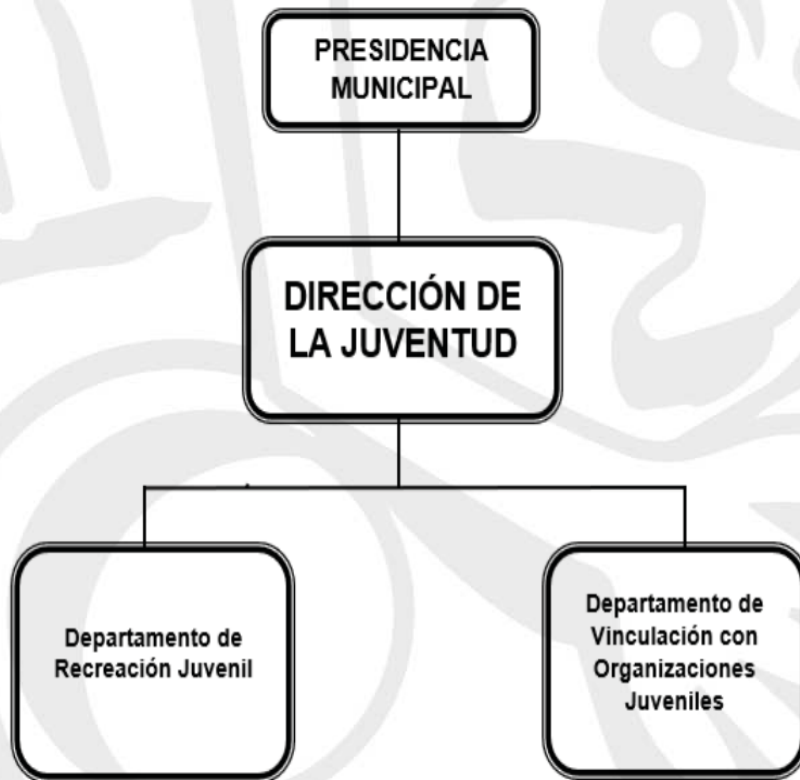 PRESIDENCIA
MUNICIPAL
DIRECCIÓN DE
LA JUVENTUD
Departamento de
Recreación Juvenil
Departamento de
Vinculación con
Organizaciones
Juveniles